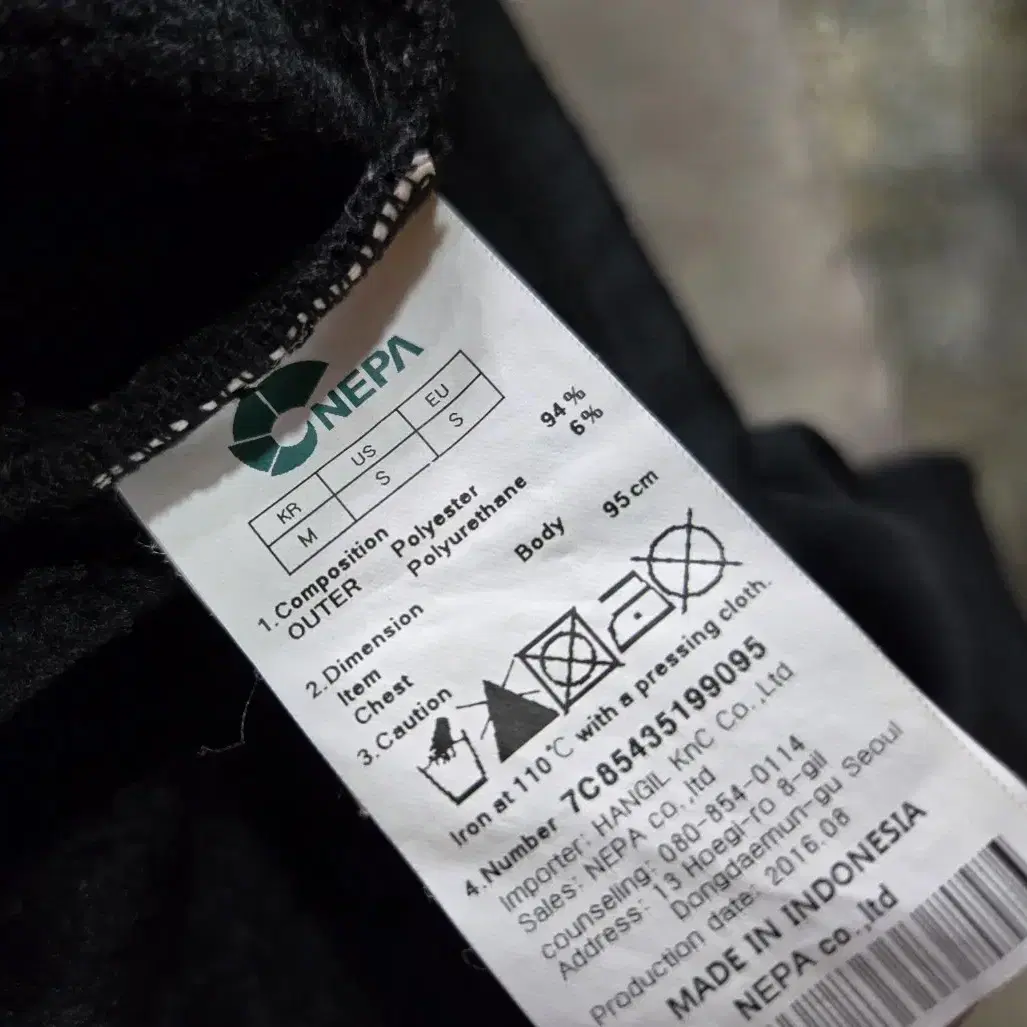 NEPA
KR US EU
M S S
1.Composition
OUTER Polyester 94 %
Polyurethane 6%
2.Dimension
Item Body
Chest 95cm
3.Caution
Iron at 110℃ with a pressing cloth.
4.Number 7C85435199095
Importer: HANGIL KnC Co.,Ltd
Sales: NEPA co.,ltd
counseling: 080-854-0114
Address: 13 Hoegi-ro 8-gil
Dongdaemun-gu Seoul
Production date: 2016.08
MADE IN INDONESIA
NEPA co.,ltd